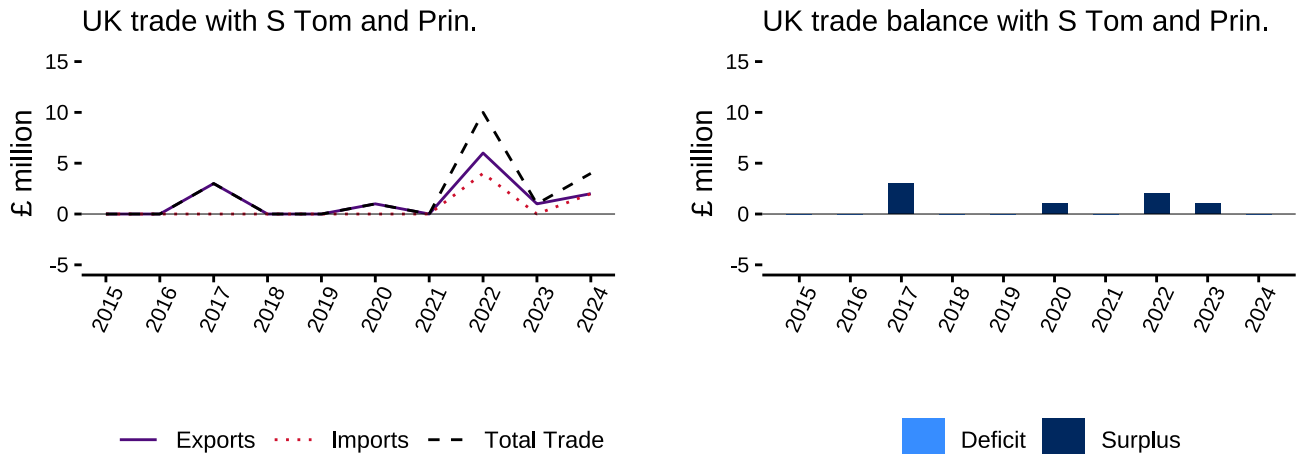 UK trade with S Tom and Prin.
15
10
5
0
-5
£ million
2015 2016 2017 2018 2019 2020 2021 2022 2023 2024
Exports Imports Total Trade
UK trade balance with S Tom and Prin.
15
10
5
0
-5
£ million
2015 2016 2017 2018 2019 2020 2021 2022 2023 2024
Deficit Surplus